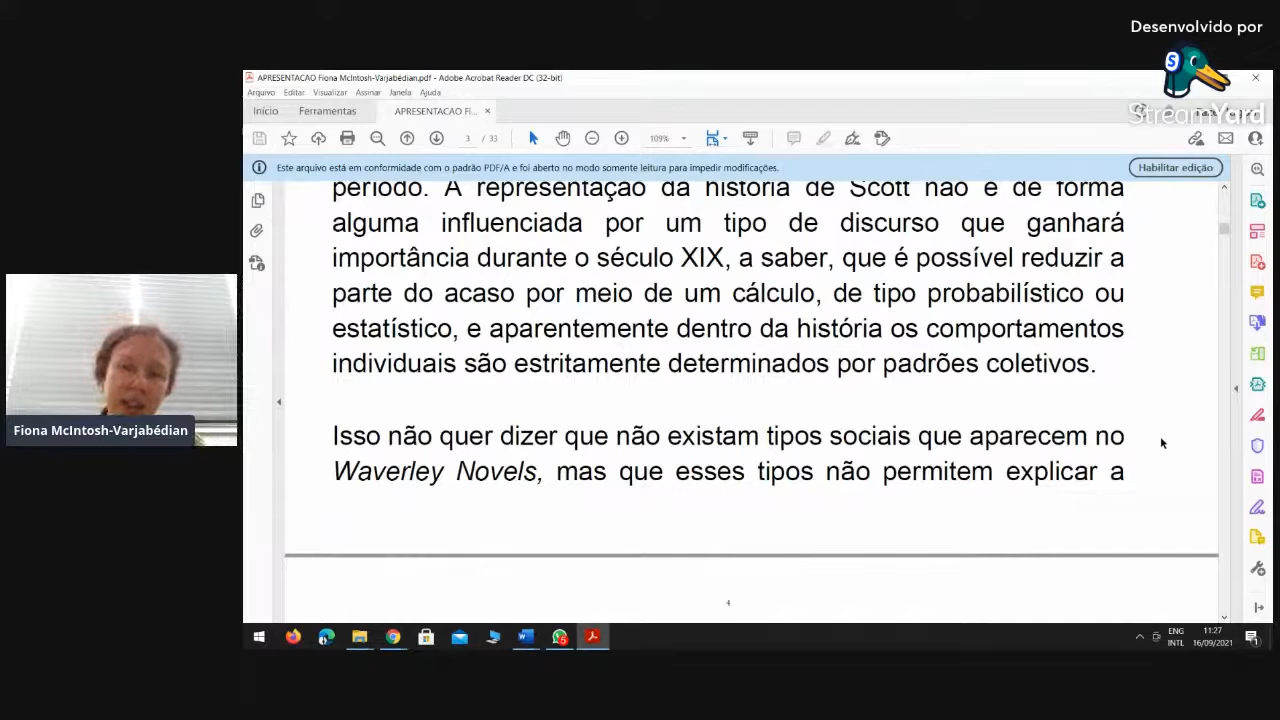 Desenvolvido por
StreamYard
APRESENTACAO Fiona McIntosh-Varjabédian.pdf - Adobe Acrobat Reader DC (32-bit)
Arquivo Editar Visualizar Assinar Janela Ajuda
Início Ferramentas APRESENTACAO Fi... ×
3 / 33 109%
Este arquivo está em conformidade com o padrão PDF/A e foi aberto no modo somente leitura para impedir modificações. Habilitar edição
período. A representação da história de Scott não é de forma
alguma influenciada por um tipo de discurso que ganhará
importância durante o século XIX, a saber, que é possível reduzir a
parte do acaso por meio de um cálculo, de tipo probabilístico ou
estatístico, e aparentemente dentro da história os comportamentos
individuais são estritamente determinados por padrões coletivos.
Isso não quer dizer que não existam tipos sociais que aparecem no
Waverley Novels, mas que esses tipos não permitem explicar a
4
Fiona McIntosh-Varjabédian
ENG 11:27
INTL 16/09/2021